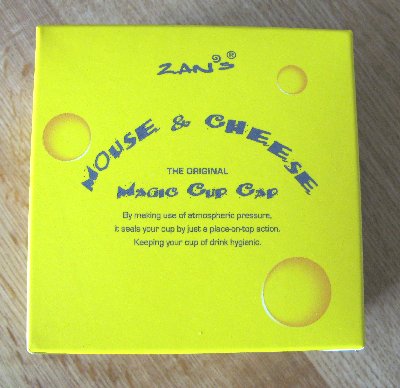 ZAN'S®
MOUSE & CHEESE
THE ORIGINAL
MAGIC CUP CAP
By making use of atmospheric pressure,
it seals your cup by just a place-on-top action.
Keeping your cup of drink hygienic.